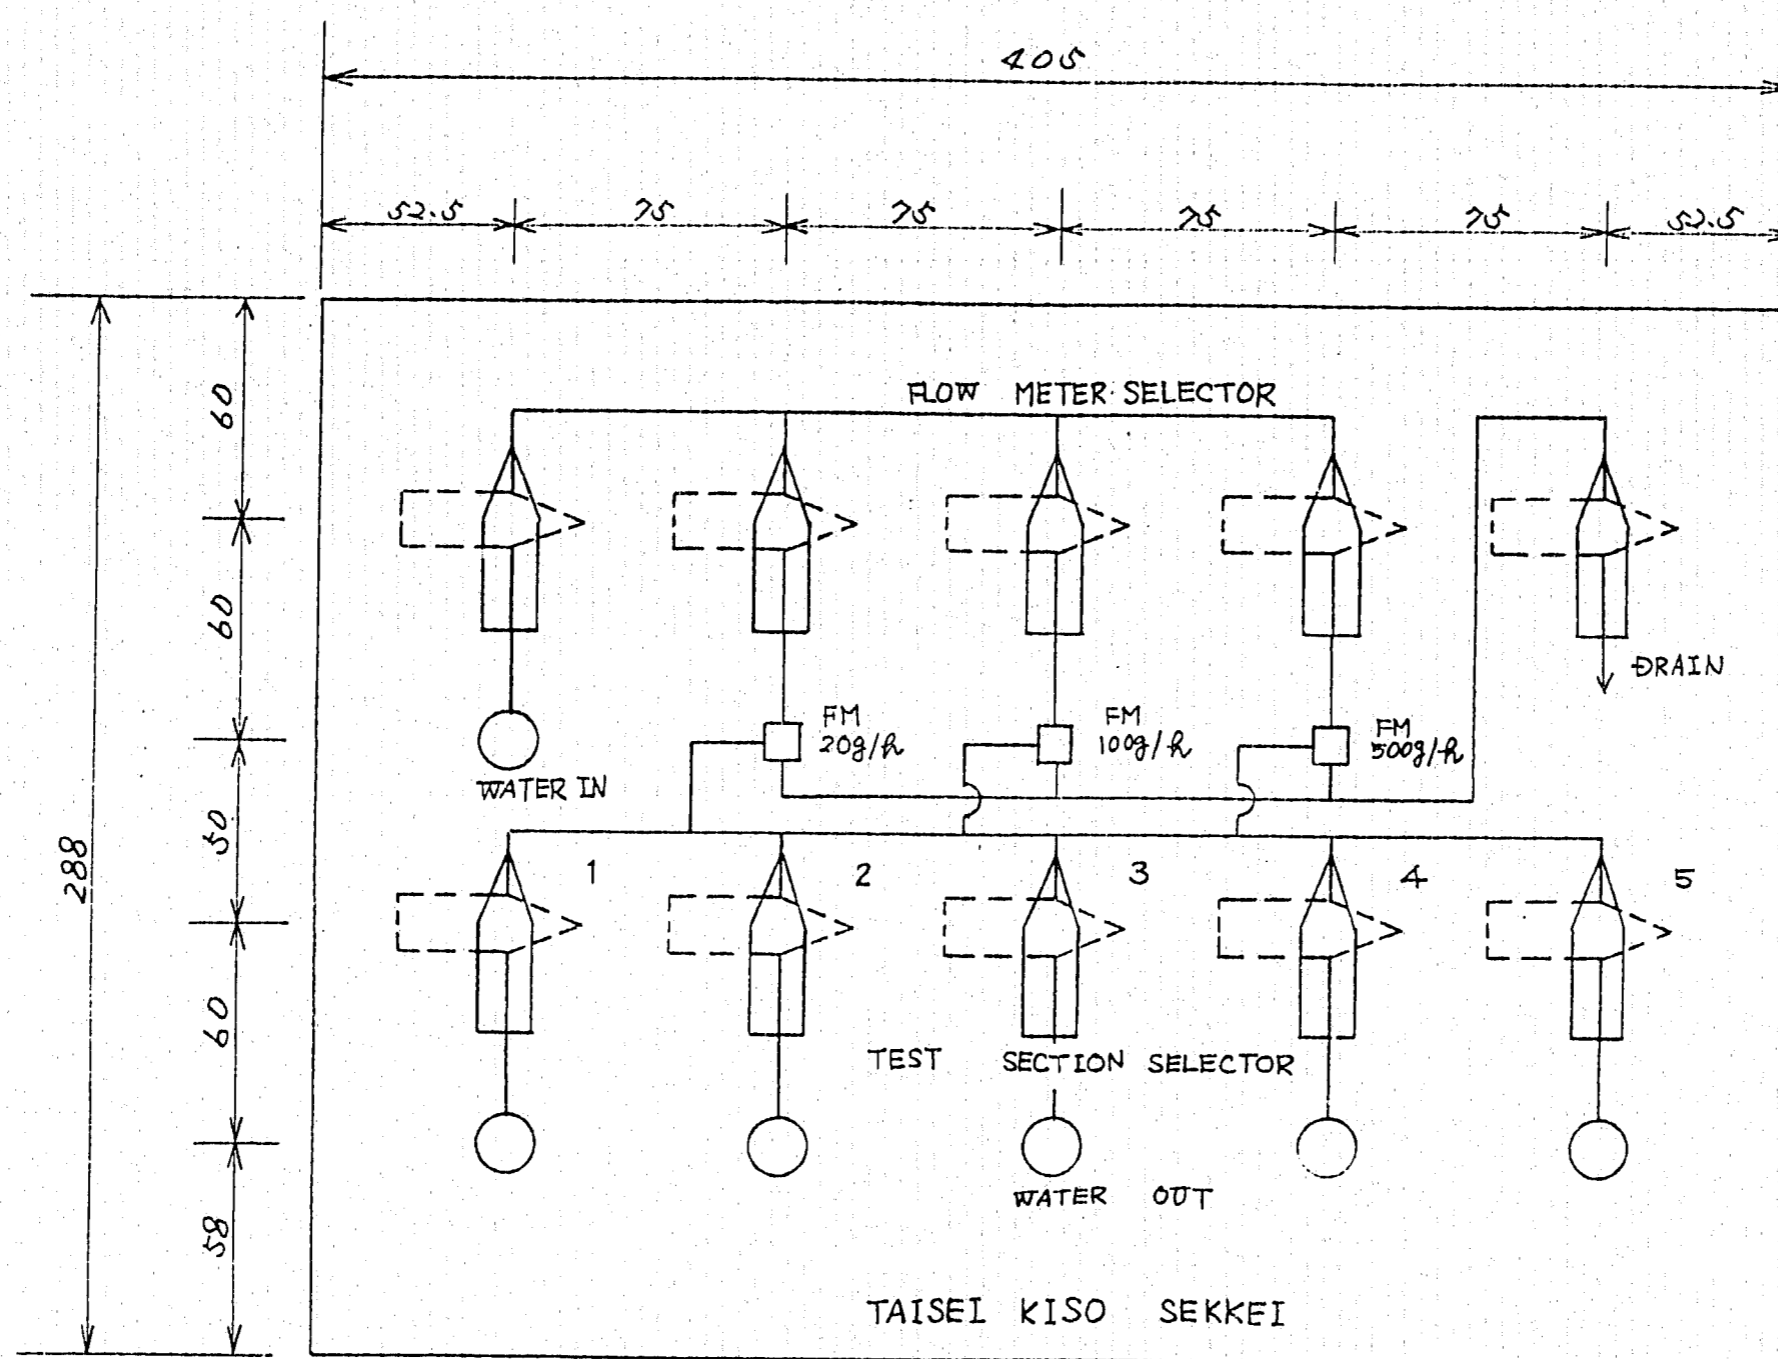 405
52.5 75 75 75 75 52.5
60
60
50
60
58
288
FLOW METER SELECTOR
DRAIN
FM
20g/h
FM
100g/h
FM
500g/h
WATER IN
1 2 3 4 5
TEST SECTION SELECTOR
WATER OUT
TAISEI KISO SEKKEI